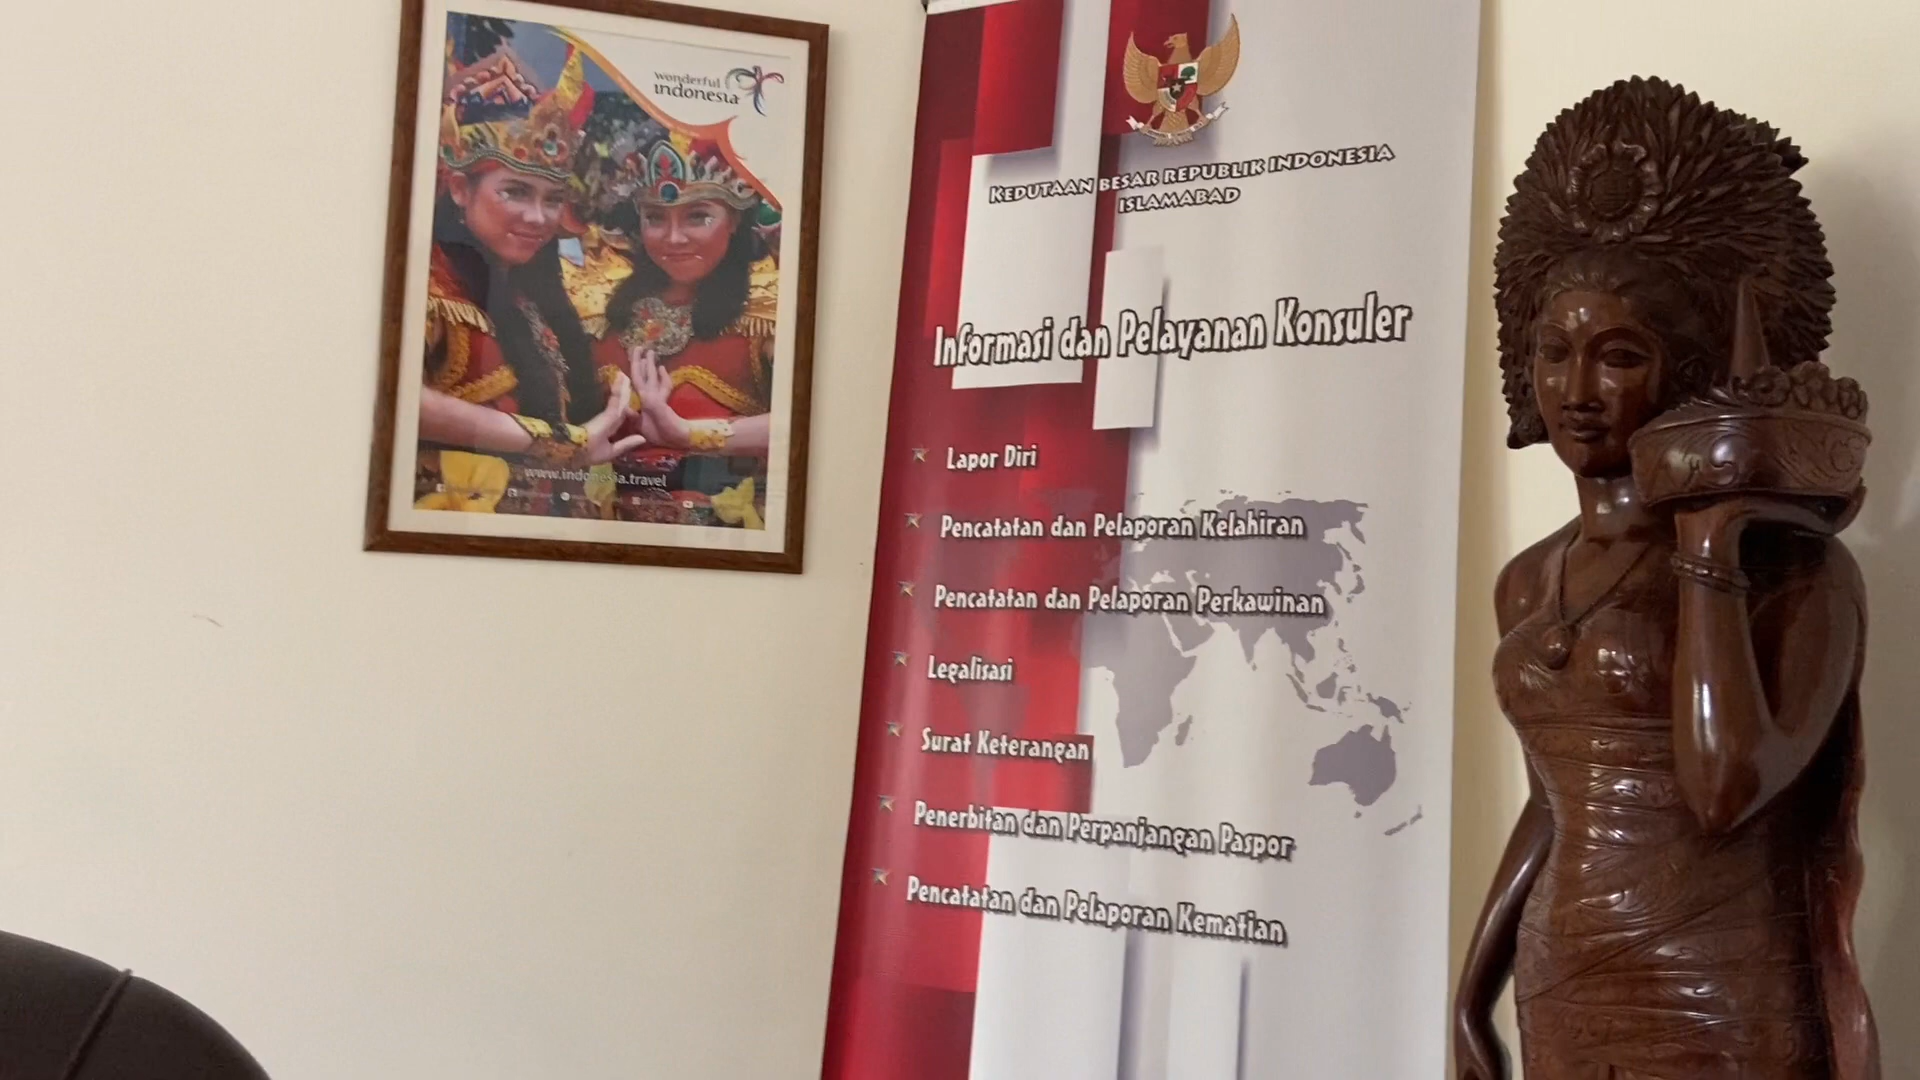 wonderful
indonesia
www.indonesia.travel
KEDUTAAN BESAR REPUBLIK INDONESIA
ISLAMABAD
Informasi dan Pelayanan Konsuler
Lapor Diri
Pencatatan dan Pelaporan Kelahiran
Pencatatan dan Pelaporan Perkawinan
Legalisasi
Surat Keterangan
Penerbitan dan Perpanjangan Paspor
Pencatatan dan Pelaporan Kematian